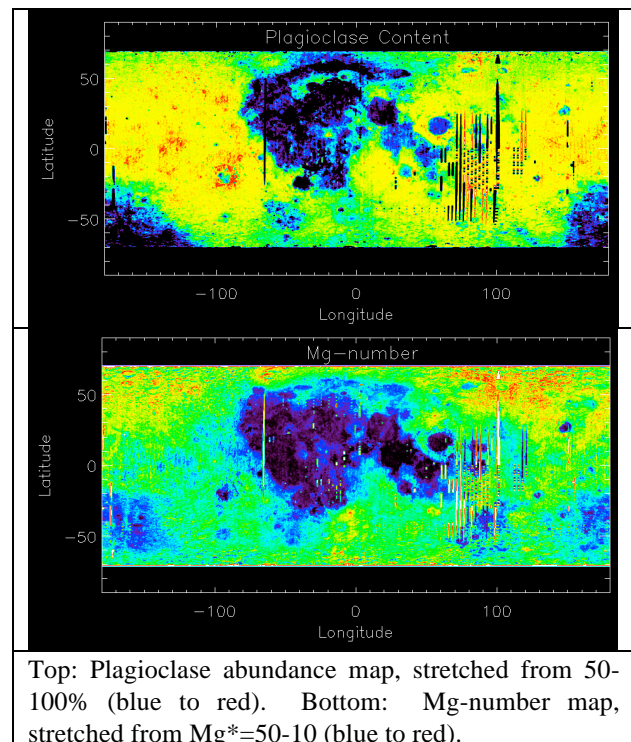 Plagioclase Content
50
0
−50
Latitude
−100 0 100
Longitude
Mg−number
50
0
−50
Latitude
−100 0 100
Longitude
Top: Plagioclase abundance map, stretched from 50-
100% (blue to red). Bottom: Mg-number map,
stretched from Mg*=50-10 (blue to red).